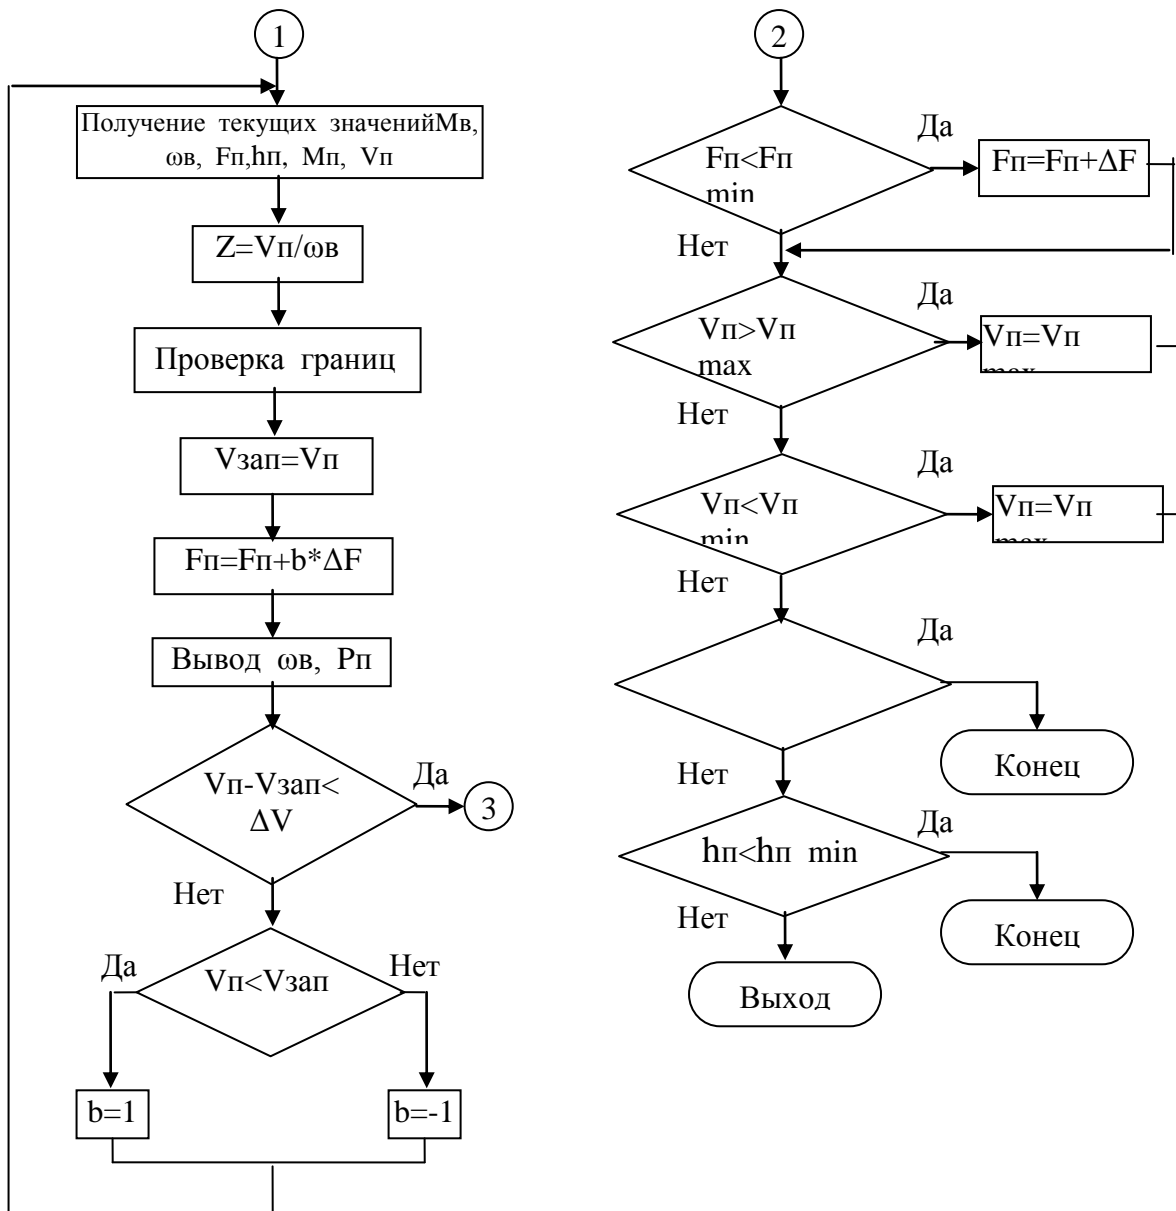 1
Получение текущих значенийМв,
ωв, Fп,hп, Мп, Vп
Z=Vп/ωв
Проверка границ
Vзап=Vп
Fп=Fп+b*ΔF
Вывод ωв, Рп
Vп-Vзап<
ΔV
Да
3
Нет
Vп<Vзап
Да
Нет
b=1
b=-1
2
Fп<Fп
min
Да
Fп=Fп+ΔF
Нет
Vп>Vп
max
Да
Vп=Vп
max
Нет
Vп<Vп
min
Да
Vп=Vп
max
Нет
Да
Конец
Нет
hп<hп min
Да
Конец
Нет
Выход